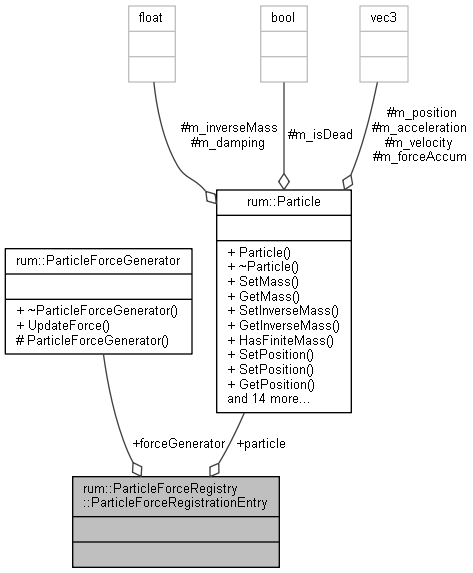 float
bool
vec3
#m_inverseMass
#m_damping
#m_isDead
#m_position
#m_acceleration
#m_velocity
#m_forceAccum
rum::Particle
+ Particle()
+ ~Particle()
+ SetMass()
+ GetMass()
+ SetInverseMass()
+ GetInverseMass()
+ HasFiniteMass()
+ SetPosition()
+ SetPosition()
+ GetPosition()
and 14 more...
rum::ParticleForceGenerator
+ ~ParticleForceGenerator()
+ UpdateForce()
# ParticleForceGenerator()
+forceGenerator
+particle
rum::ParticleForceRegistry
::ParticleForceRegistrationEntry